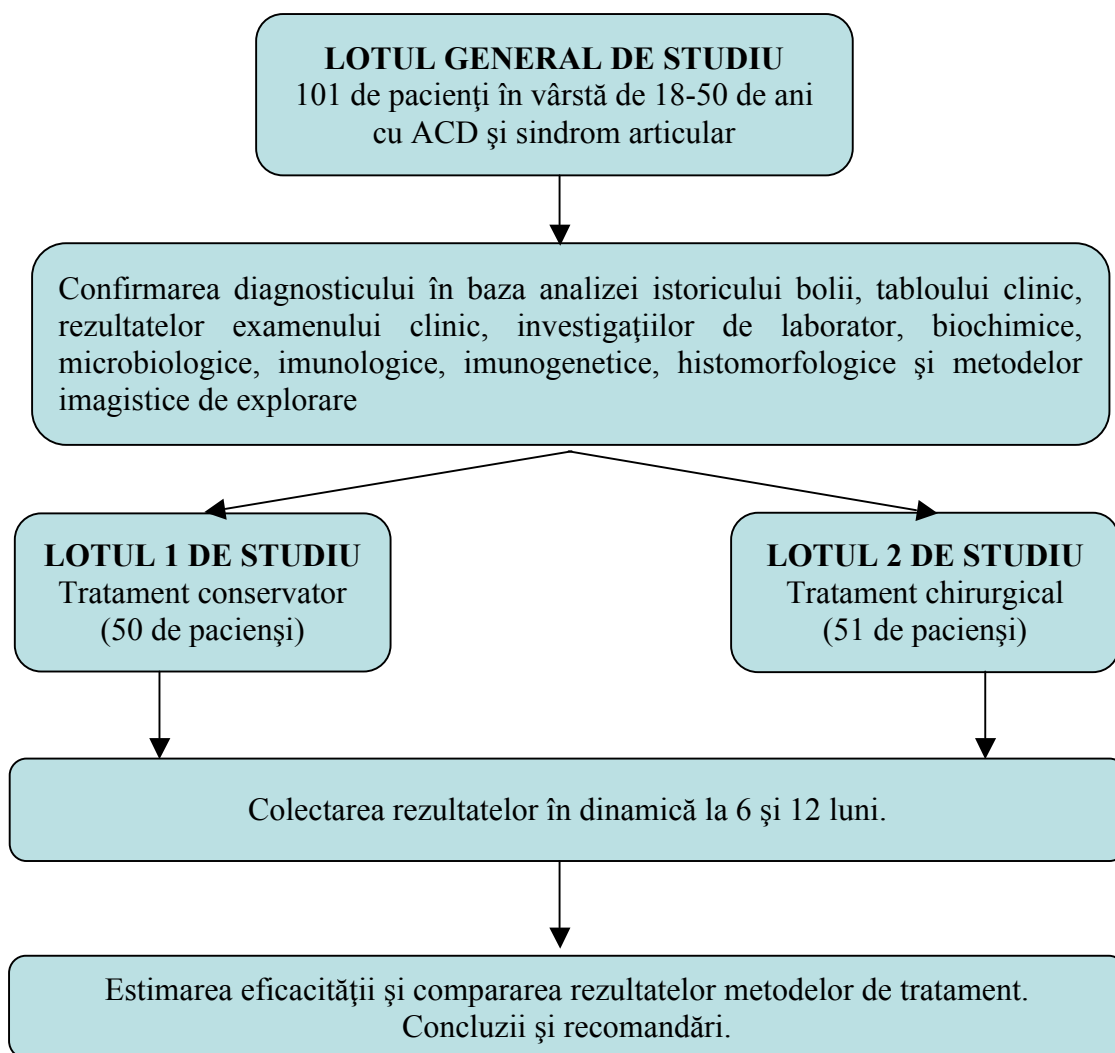 LOTUL GENERAL DE STUDIU
101 de pacienţi în vârstă de 18-50 de ani
cu ACD şi sindrom articular
Confirmarea diagnosticului în baza analizei istoricului bolii, tabloului clinic,
rezultatelor examenului clinic, investigaţiilor de laborator, biochimice,
microbiologice, imunologice, imunogenetice, histomorfologice şi metodelor
imagistice de explorare
LOTUL 1 DE STUDIU
Tratament conservator
(50 de pacienşi)
LOTUL 2 DE STUDIU
Tratament chirurgical
(51 de pacienşi)
Colectarea rezultatelor în dinamică la 6 şi 12 luni.
Estimarea eficacităţii şi compararea rezultatelor metodelor de tratament.
Concluzii şi recomandări.